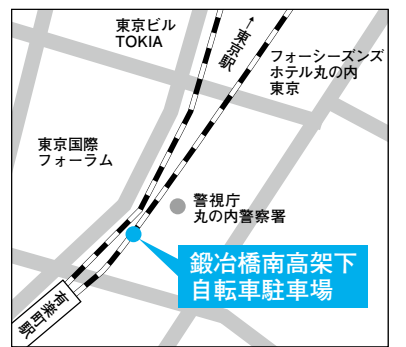 東京ビル
TOKIA
←東京駅
フォーシーズンズ
ホテル丸の内
東京
東京国際
フォーラム
警視庁
丸の内警察署
鍛冶橋南高架下
自転車駐車場
有楽町駅